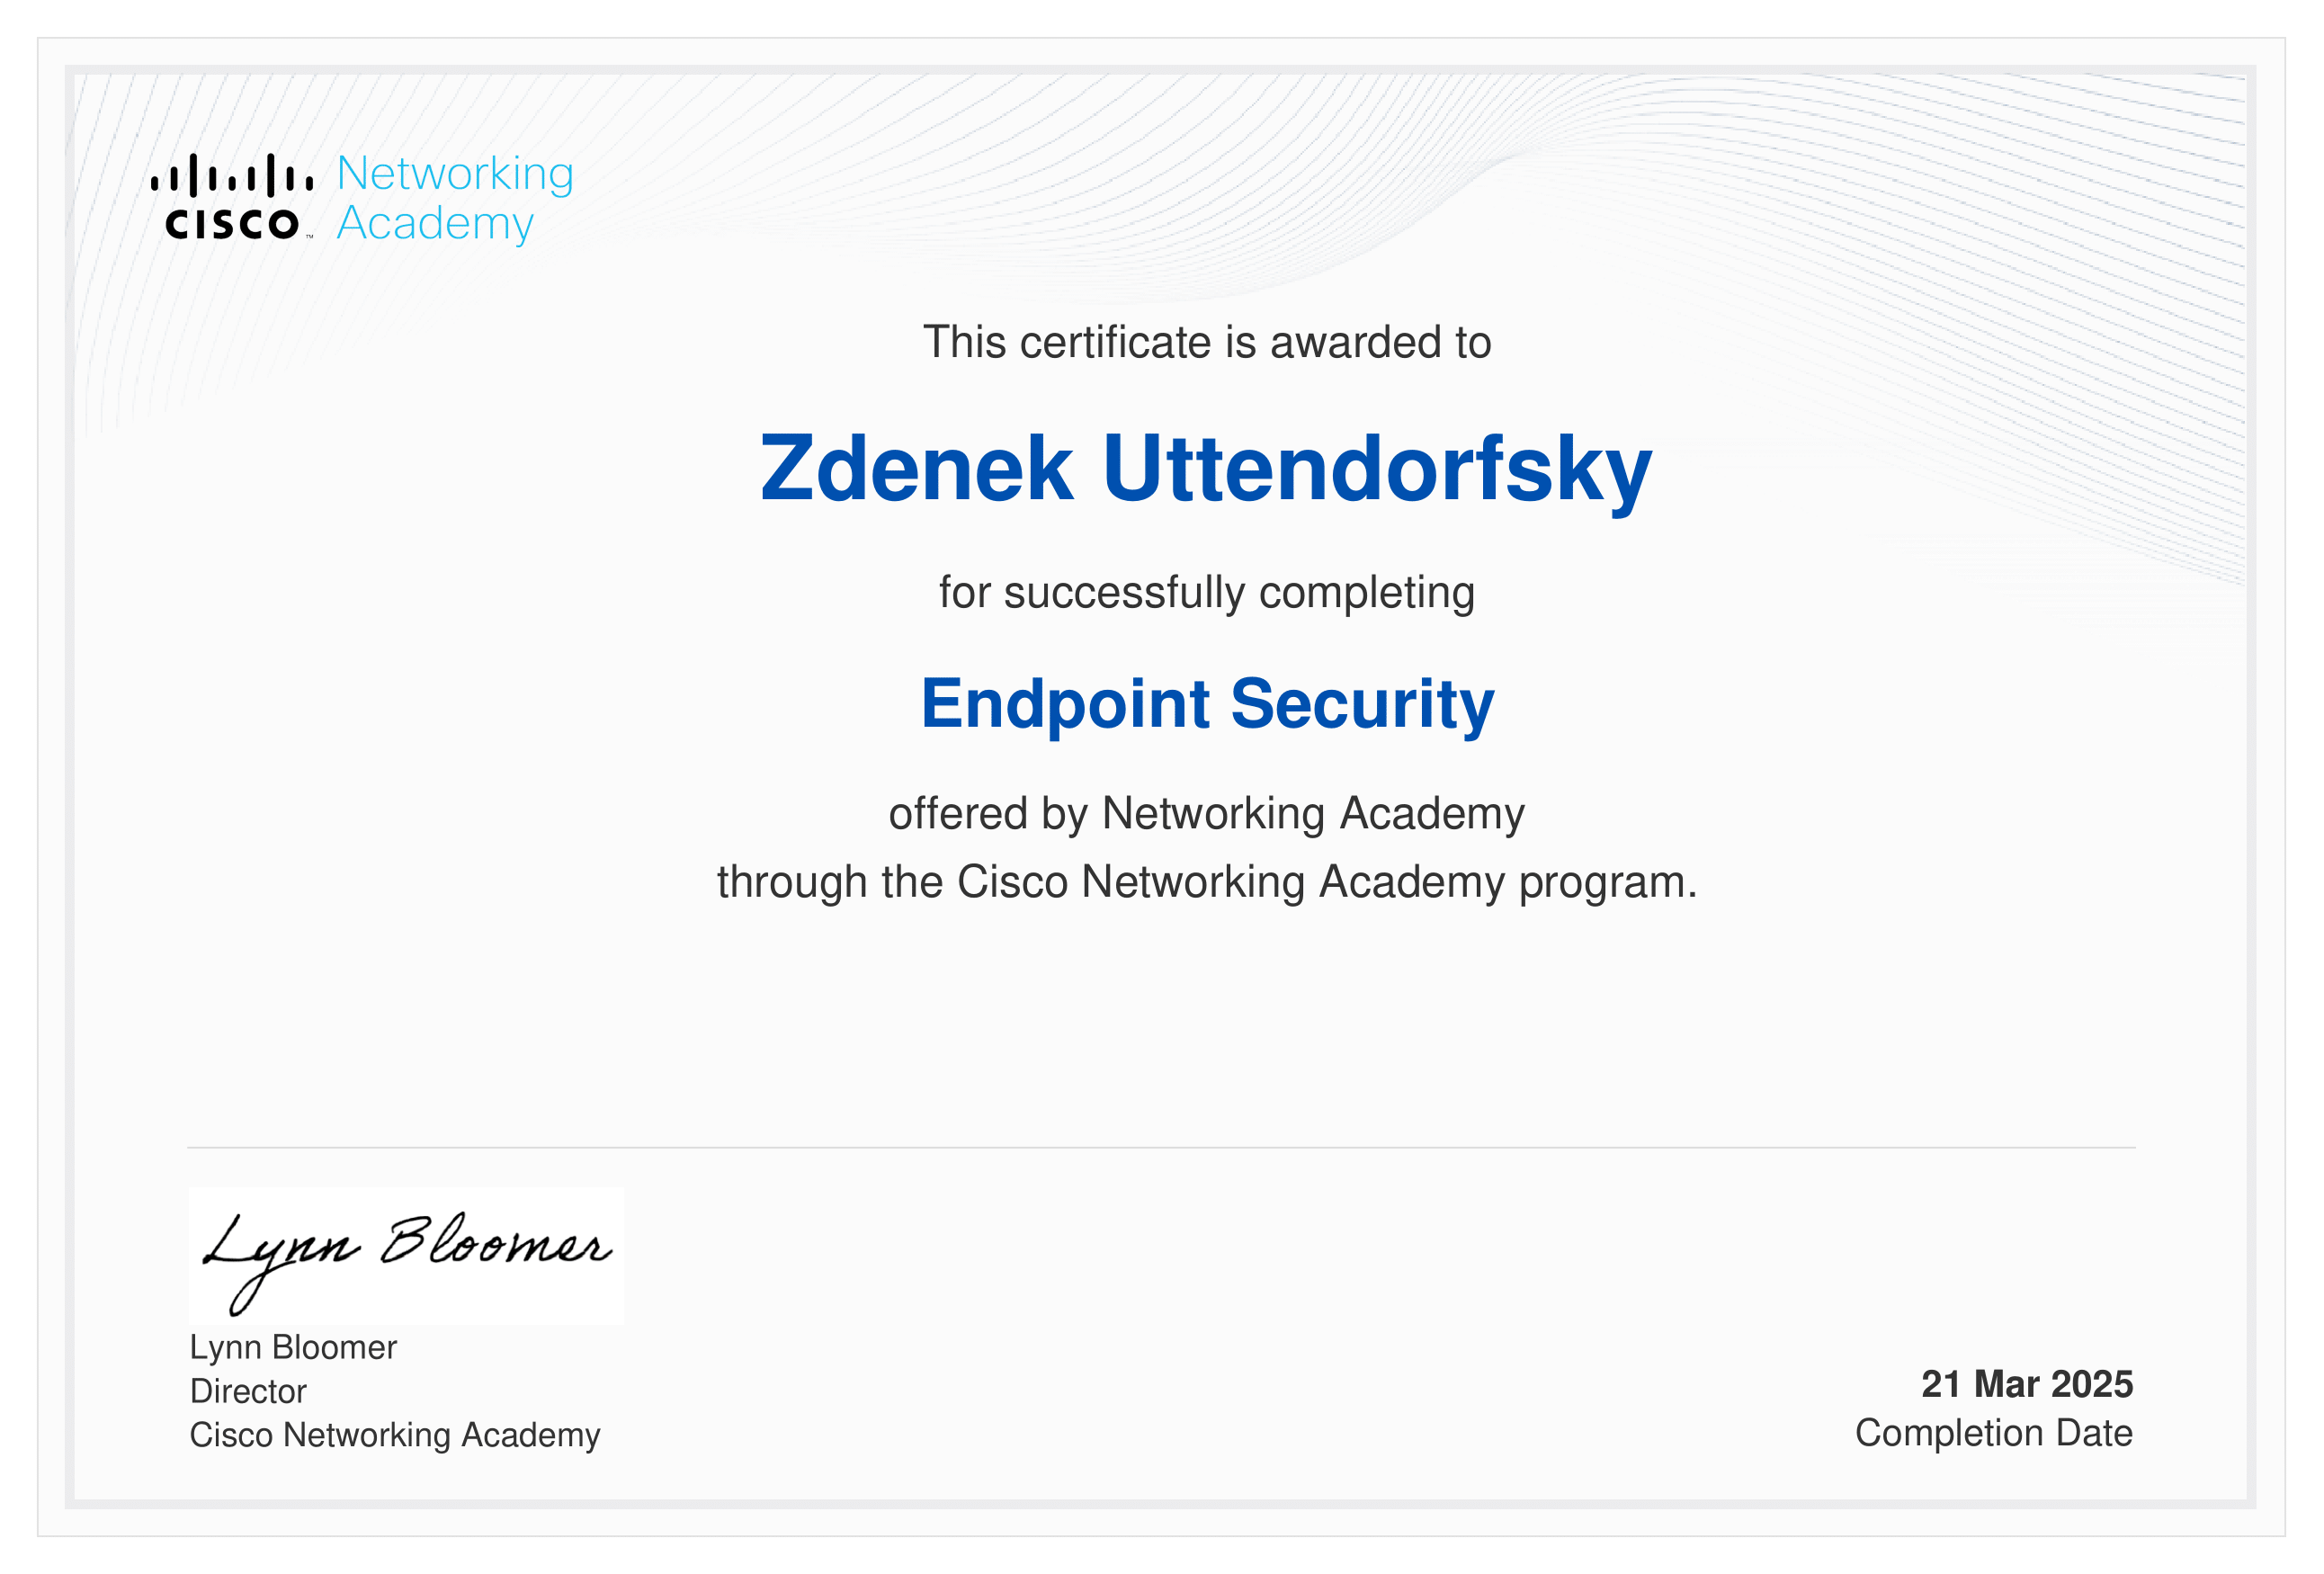 Networking
Academy
CISCO™
This certificate is awarded to
Zdenek Uttendorfsky
for successfully completing
Endpoint Security
offered by Networking Academy
through the Cisco Networking Academy program.
Lynn Bloomer
Lynn Bloomer
Director
Cisco Networking Academy
21 Mar 2025
Completion Date